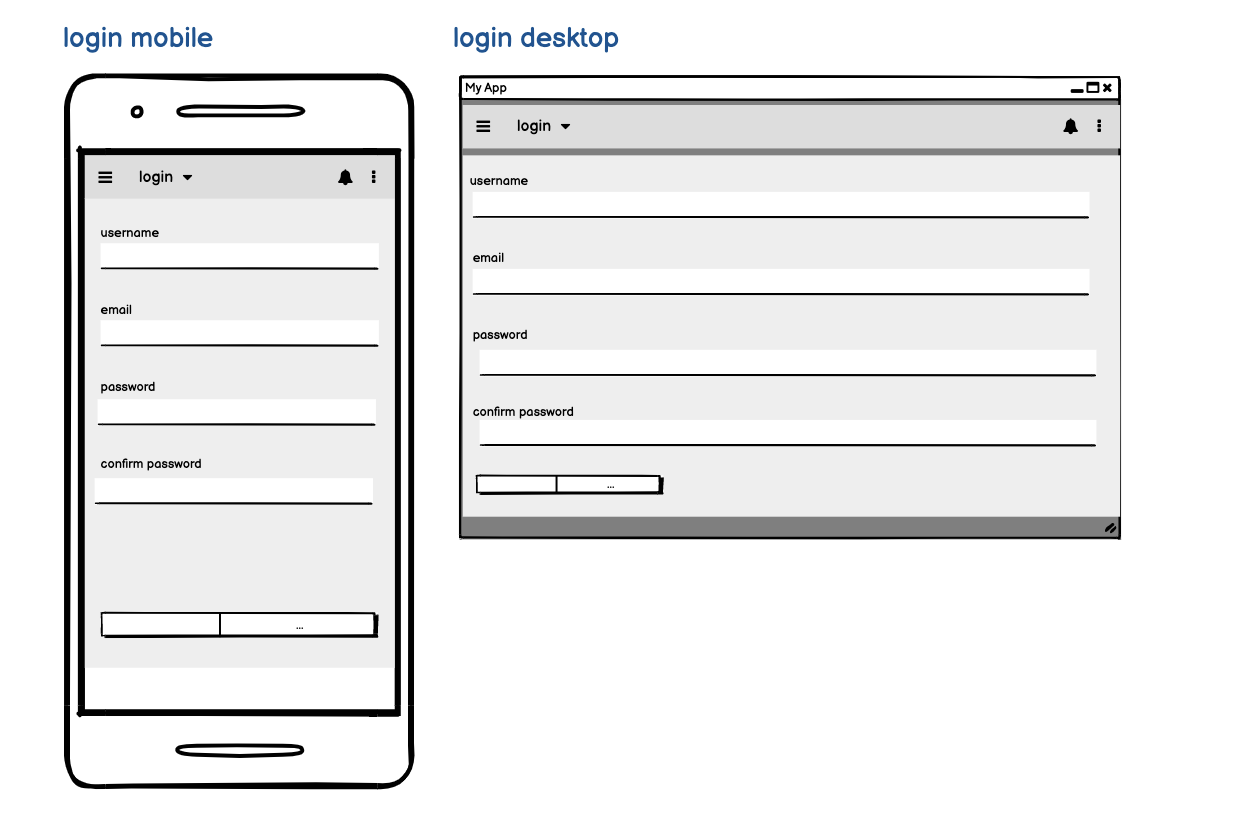 login mobile
login desktop
login
username
email
password
confirm password
...
My App
login
username
email
password
confirm password
...